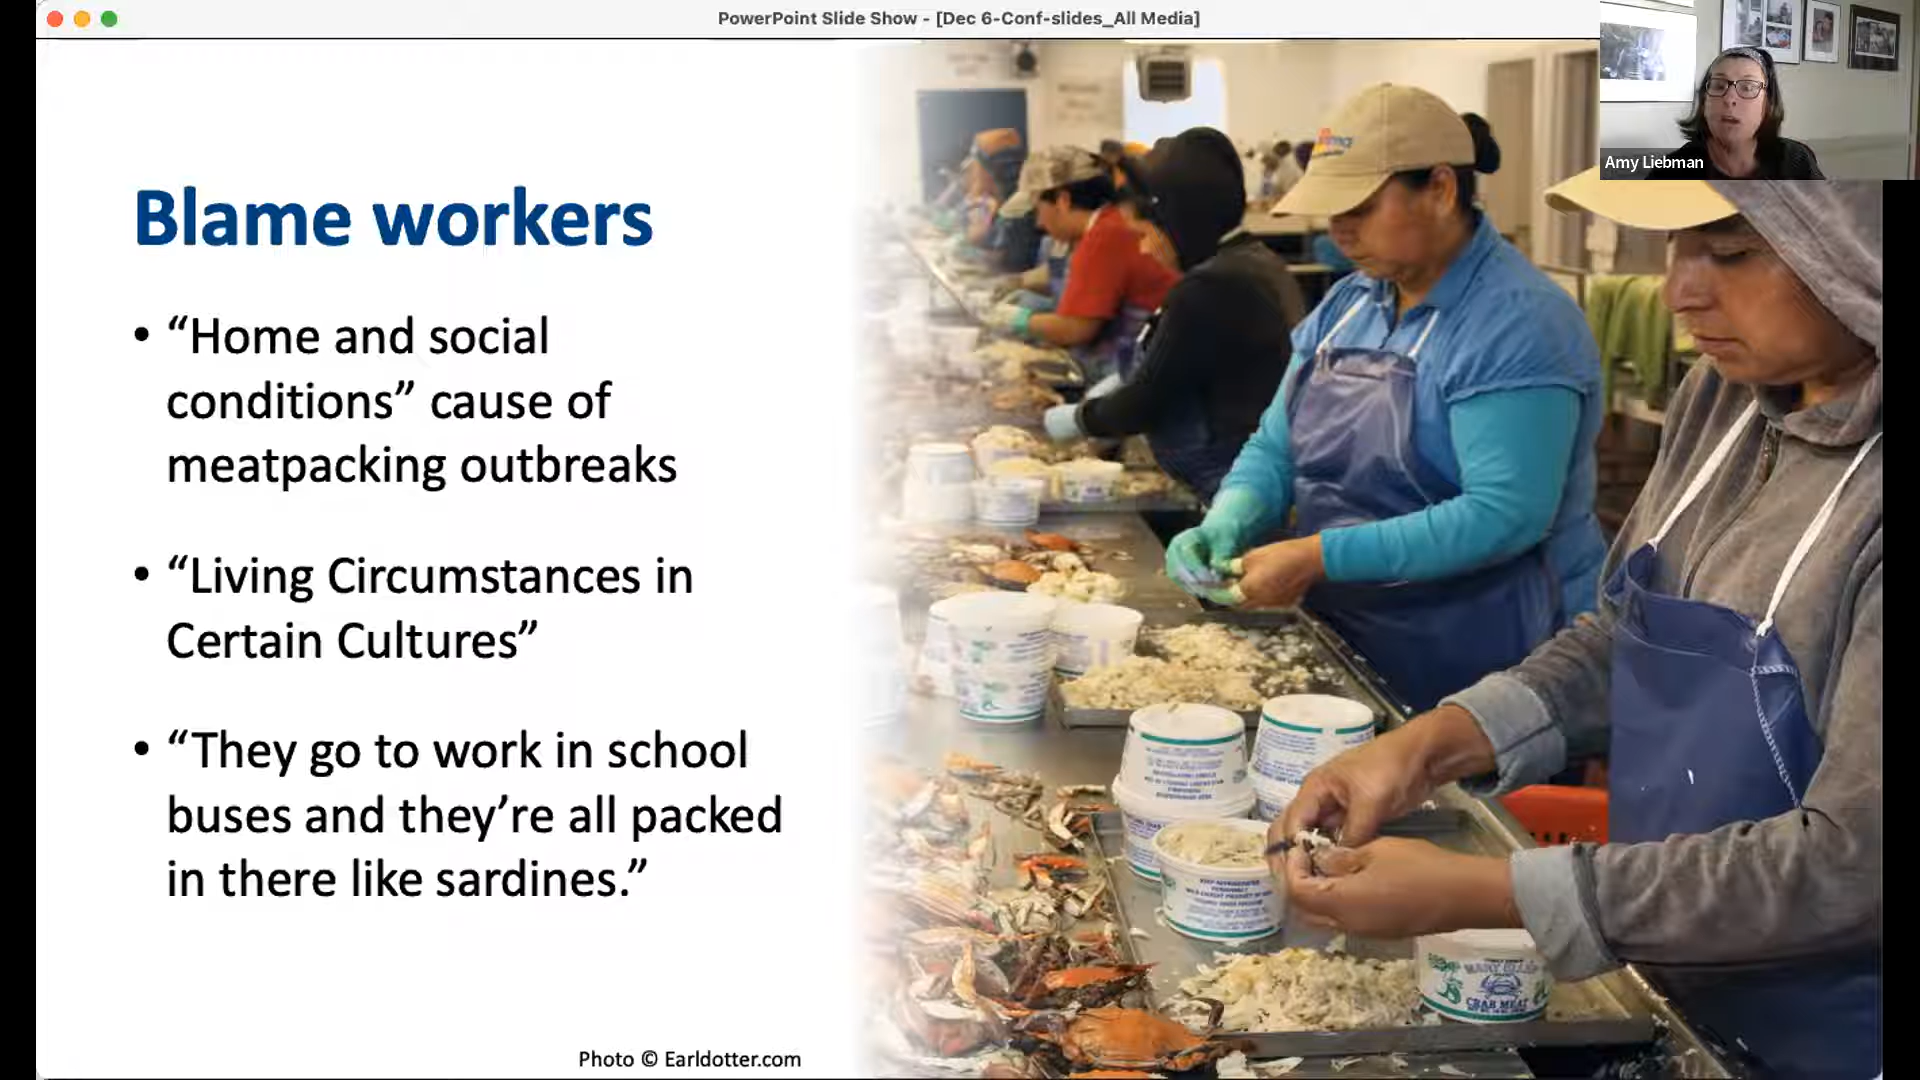 PowerPoint Slide Show - [Dec 6-Conf-slides_All Media]
Amy Liebman
Blame workers
• “Home and social
conditions” cause of
meatpacking outbreaks
• “Living Circumstances in
Certain Cultures”
• “They go to work in school
buses and they’re all packed
in there like sardines.”
CRAB MEAT
Photo © Earldotter.com